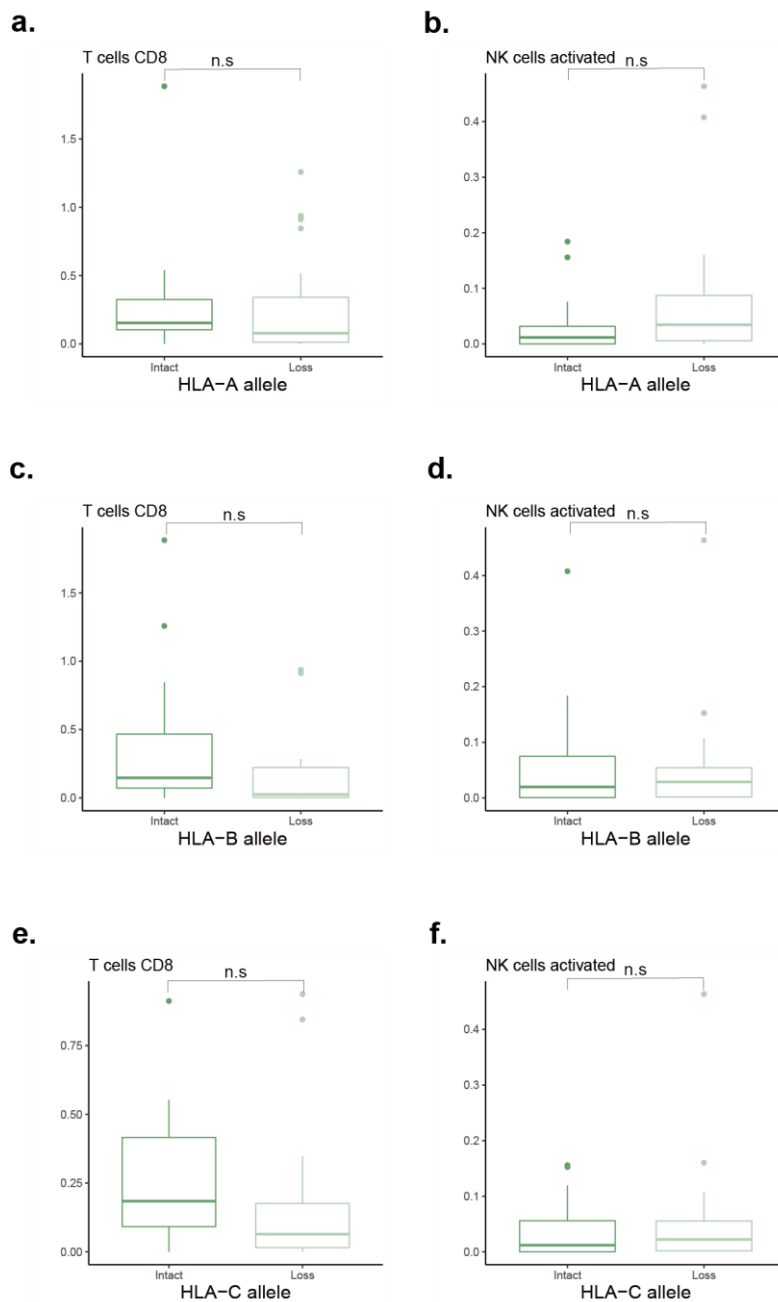 a.
T cells CD8
n.s
1.5
1.0
0.5
0.0
Intact Loss
HLA−A allele
b.
NK cells activated
n.s
0.4
0.3
0.2
0.1
0.0
Intact Loss
HLA−A allele
c.
T cells CD8
n.s
1.5
1.0
0.5
0.0
Intact Loss
HLA−B allele
d.
NK cells activated
n.s
0.4
0.3
0.2
0.1
0.0
Intact Loss
HLA−B allele
e.
T cells CD8
n.s
0.75
0.50
0.25
0.00
Intact Loss
HLA−C allele
f.
NK cells activated
n.s
0.4
0.3
0.2
0.1
0.0
Intact Loss
HLA−C allele